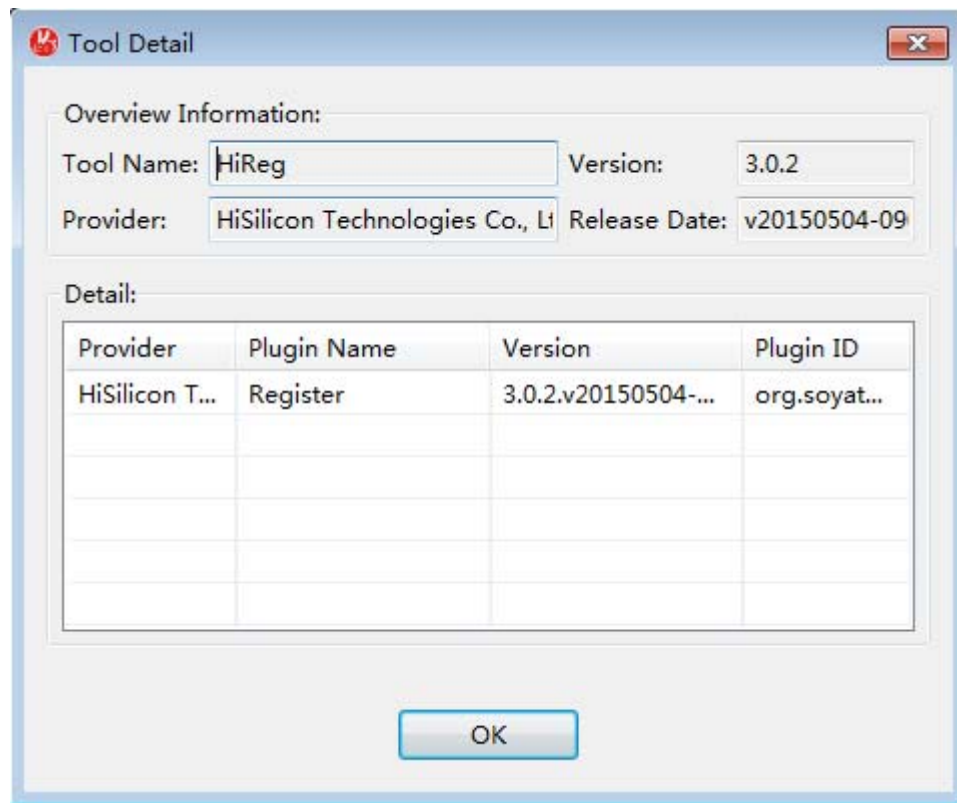 Tool Detail
Overview Information:
Tool Name: HiReg Version: 3.0.2
Provider: HiSilicon Technologies Co., Lt Release Date: v20150504-09
Detail:
Provider Plugin Name Version Plugin ID
HiSilicon T... Register 3.0.2.v20150504-... org.soyat...
OK